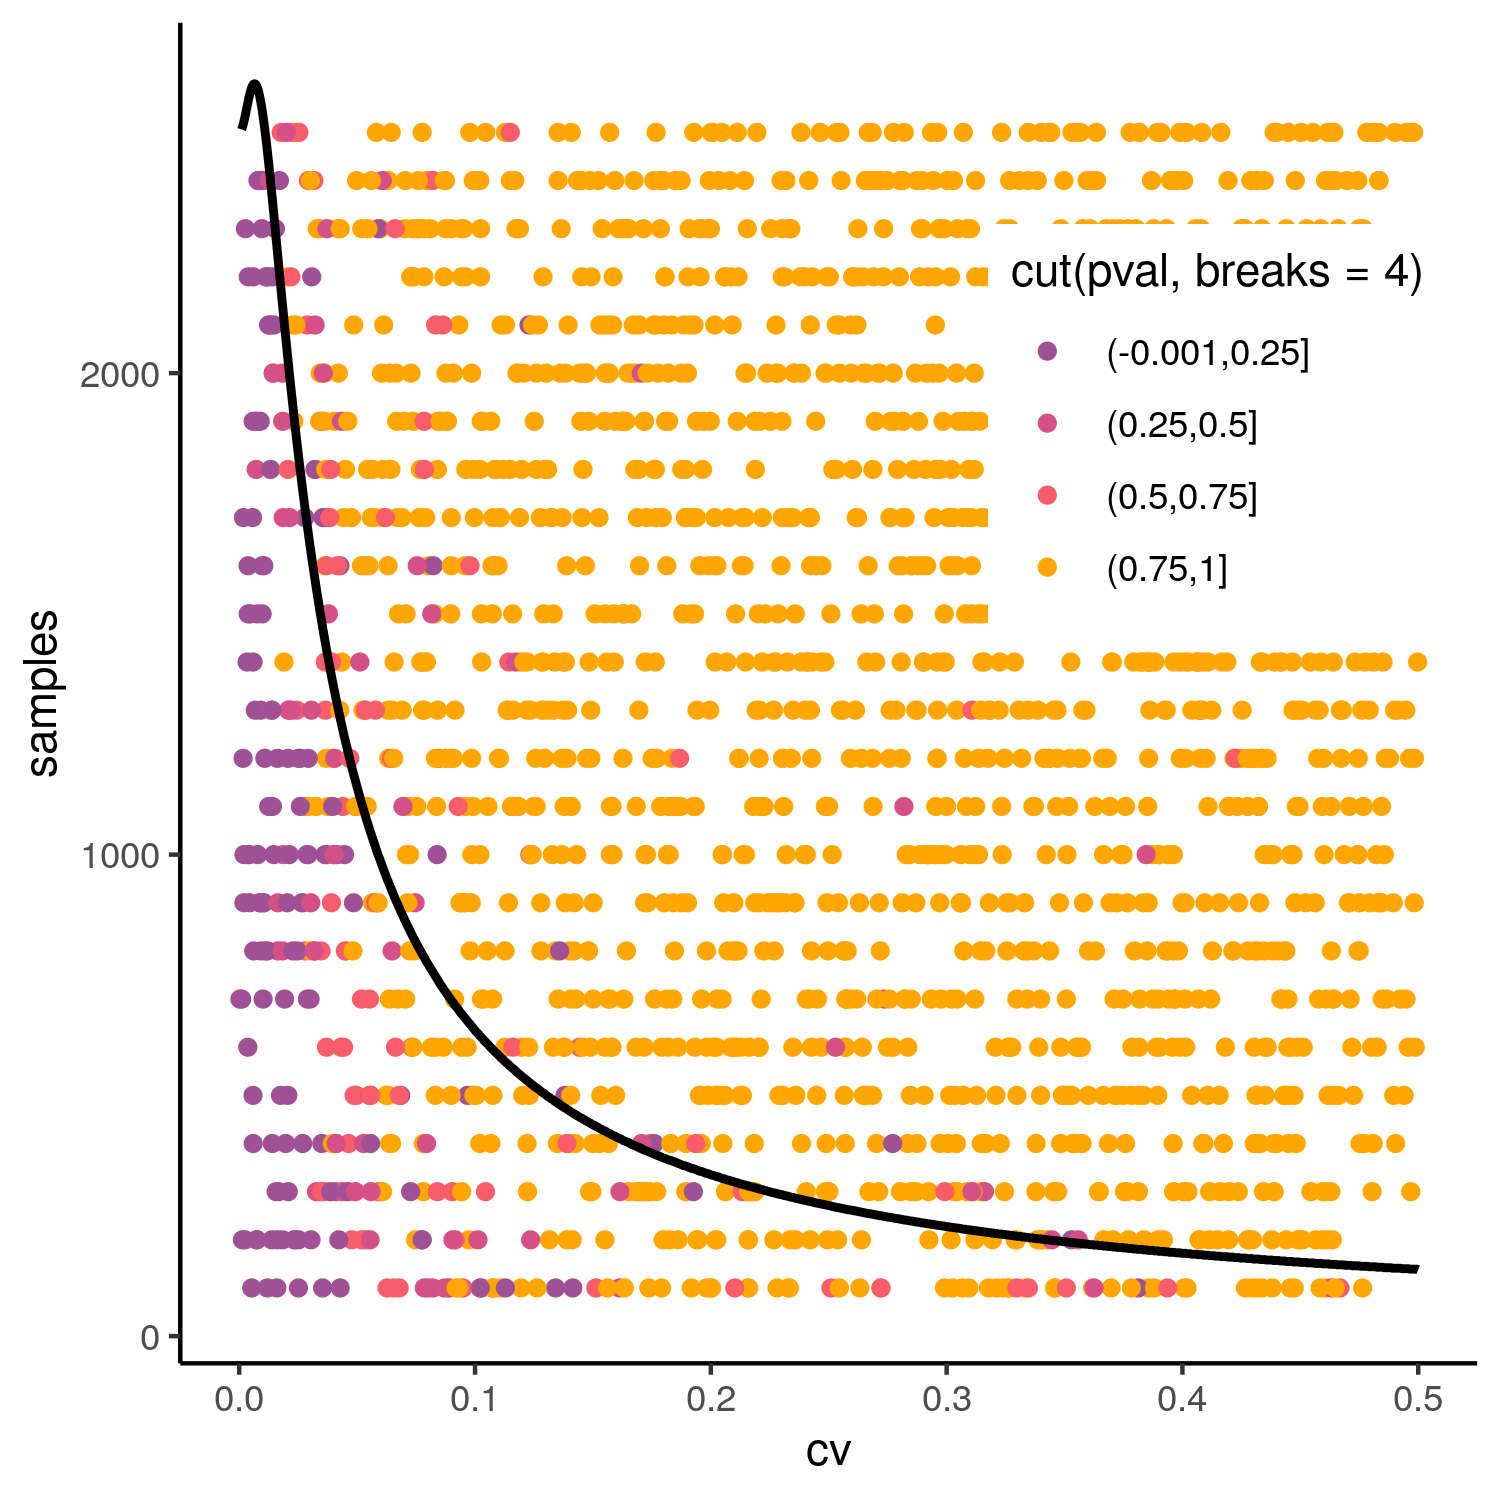 cut(pval, breaks = 4)
(-0.001,0.25]
(0.25,0.5]
(0.5,0.75]
(0.75,1]
samples
2000
1000
0
0.0 0.1 0.2 0.3 0.4 0.5
cv